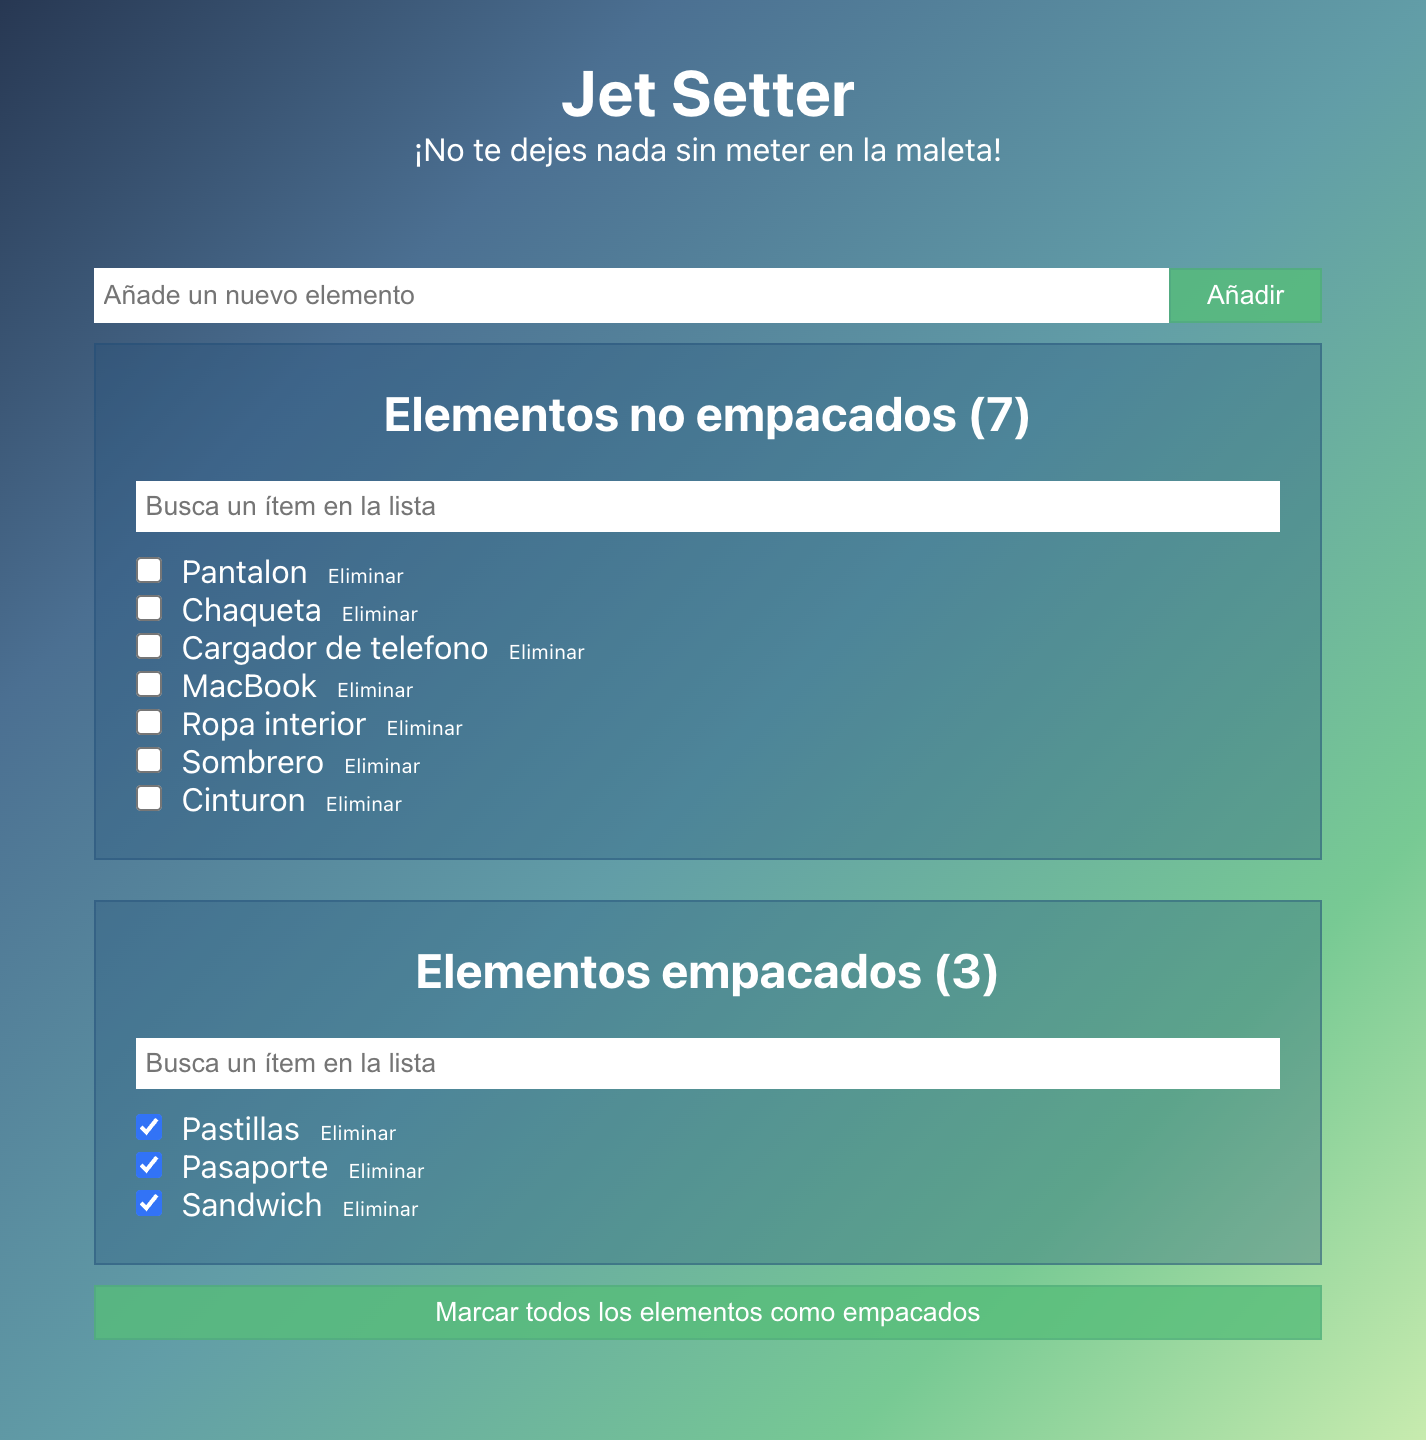 Jet Setter
¡No te dejes nada sin meter en la maleta!
Añade un nuevo elemento Añadir
Elementos no empacados (7)
Busca un ítem en la lista
Pantalon Eliminar
Chaqueta Eliminar
Cargador de telefono Eliminar
MacBook Eliminar
Ropa interior Eliminar
Sombrero Eliminar
Cinturon Eliminar
Elementos empacados (3)
Busca un ítem en la lista
Pastillas Eliminar
Pasaporte Eliminar
Sandwich Eliminar
Marcar todos los elementos como empacados